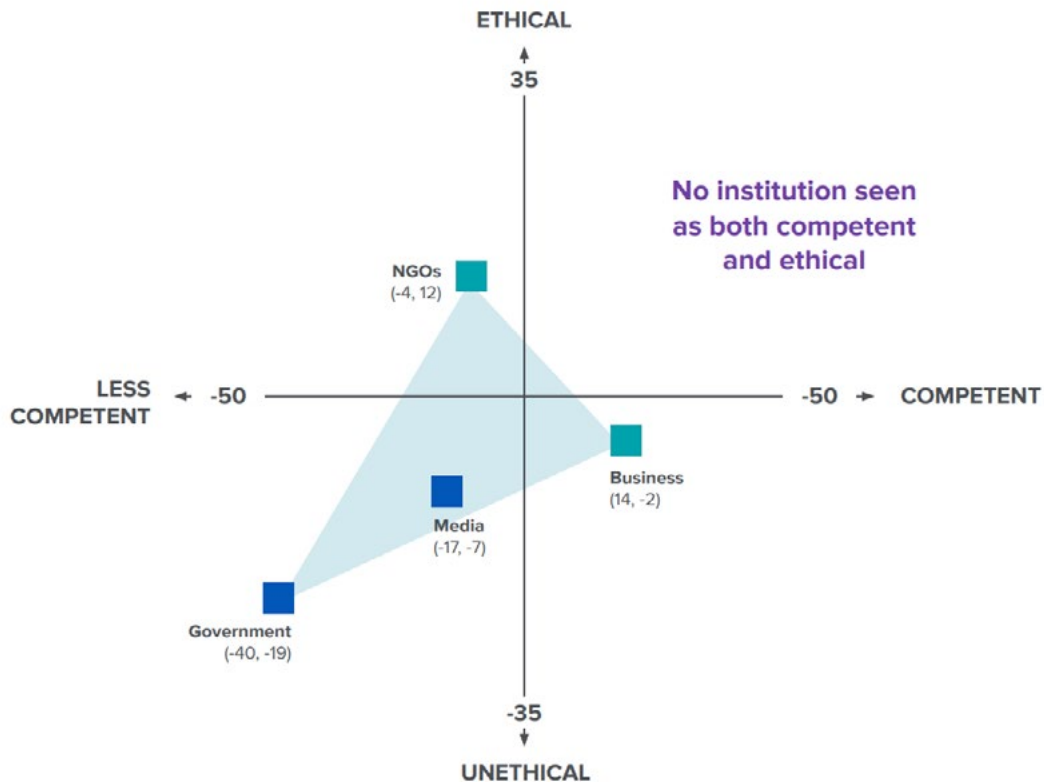 ETHICAL
35
No institution seen
as both competent
and ethical
NGOs
(-4, 12)
LESS
COMPETENT
-50
-50
COMPETENT
Business
(14, -2)
Media
(-17, -7)
Government
(-40, -19)
-35
UNETHICAL